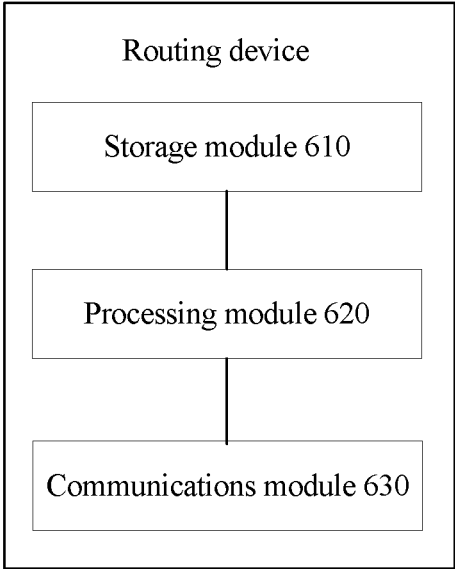 Routing device
Storage module 610
Processing module 620
Communications module 630